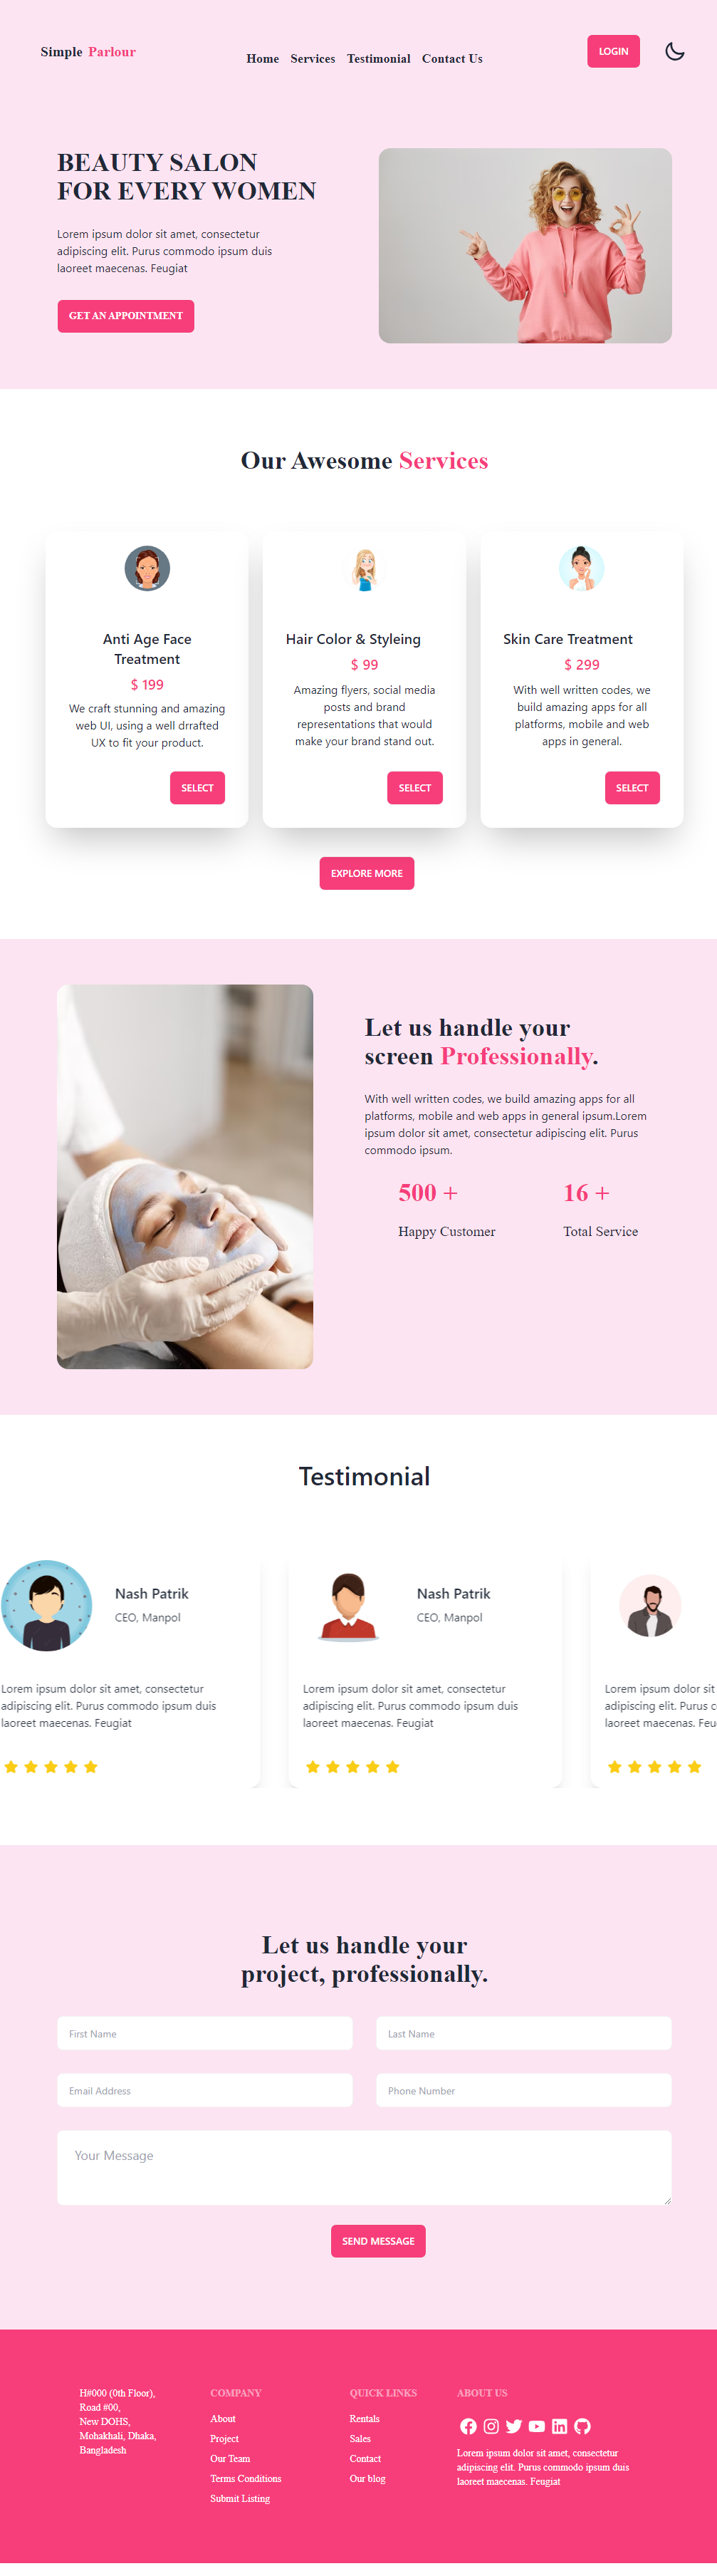 Simple Parlour
Home Services Testimonial Contact Us
LOGIN
BEAUTY SALON
FOR EVERY WOMEN
Lorem ipsum dolor sit amet, consectetur
adipiscing elit. Purus commodo ipsum duis
laoreet maecenas. Feugiat
GET AN APPOINTMENT
Our Awesome Services
Anti Age Face
Treatment
$ 199
We craft stunning and amazing
web UI, using a well drrafted
UX to fit your product.
SELECT
Hair Color & Styleing
$ 99
Amazing flyers, social media
posts and brand
representations that would
make your brand stand out.
SELECT
Skin Care Treatment
$ 299
With well written codes, we
build amazing apps for all
platforms, mobile and web
apps in general.
SELECT
EXPLORE MORE
Let us handle your
screen Professionally.
With well written codes, we build amazing apps for all
platforms, mobile and web apps in general ipsum.Lorem
ipsum dolor sit amet, consectetur adipiscing elit. Purus
commodo ipsum.
500 +
Happy Customer
16 +
Total Service
Testimonial
Nash Patrik
CEO, Manpol
Lorem ipsum dolor sit amet, consectetur
adipiscing elit. Purus commodo ipsum duis
laoreet maecenas. Feugiat
Nash Patrik
CEO, Manpol
Lorem ipsum dolor sit amet, consectetur
adipiscing elit. Purus commodo ipsum duis
laoreet maecenas. Feugiat
Lorem ipsum dolor sit
adipiscing elit. Purus c
laoreet maecenas. Feu
Let us handle your
project, professionally.
First Name
Last Name
Email Address
Phone Number
Your Message
SEND MESSAGE
H#000 (0th Floor),
Road #00,
New DOHS,
Mohakhali, Dhaka,
Bangladesh
COMPANY
About
Project
Our Team
Terms Conditions
Submit Listing
QUICK LINKS
Rentals
Sales
Contact
Our blog
ABOUT US
Lorem ipsum dolor sit amet, consectetur
adipiscing elit. Purus commodo ipsum duis
laoreet maecenas. Feugiat